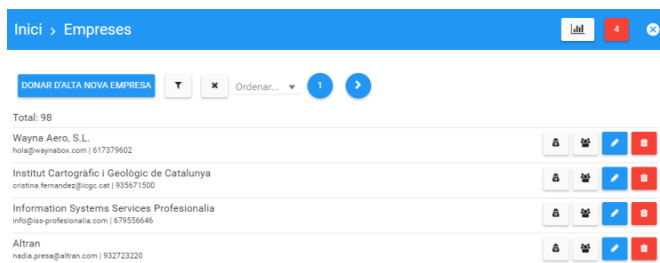 Inici > Empreses
4
DONAR D'ALTA NOVA EMPRESA
Ordenar...
1
Total: 98
Wayna Aero, S.L.
hola@waynabox.com | 617379602
Institut Cartogràfic i Geològic de Catalunya
cristina.fernandez@icgc.cat | 935671500
Information Systems Services Profesionalia
info@iss-profesionalia.com | 679556646
Altran
nadia.presa@altran.com | 932723220